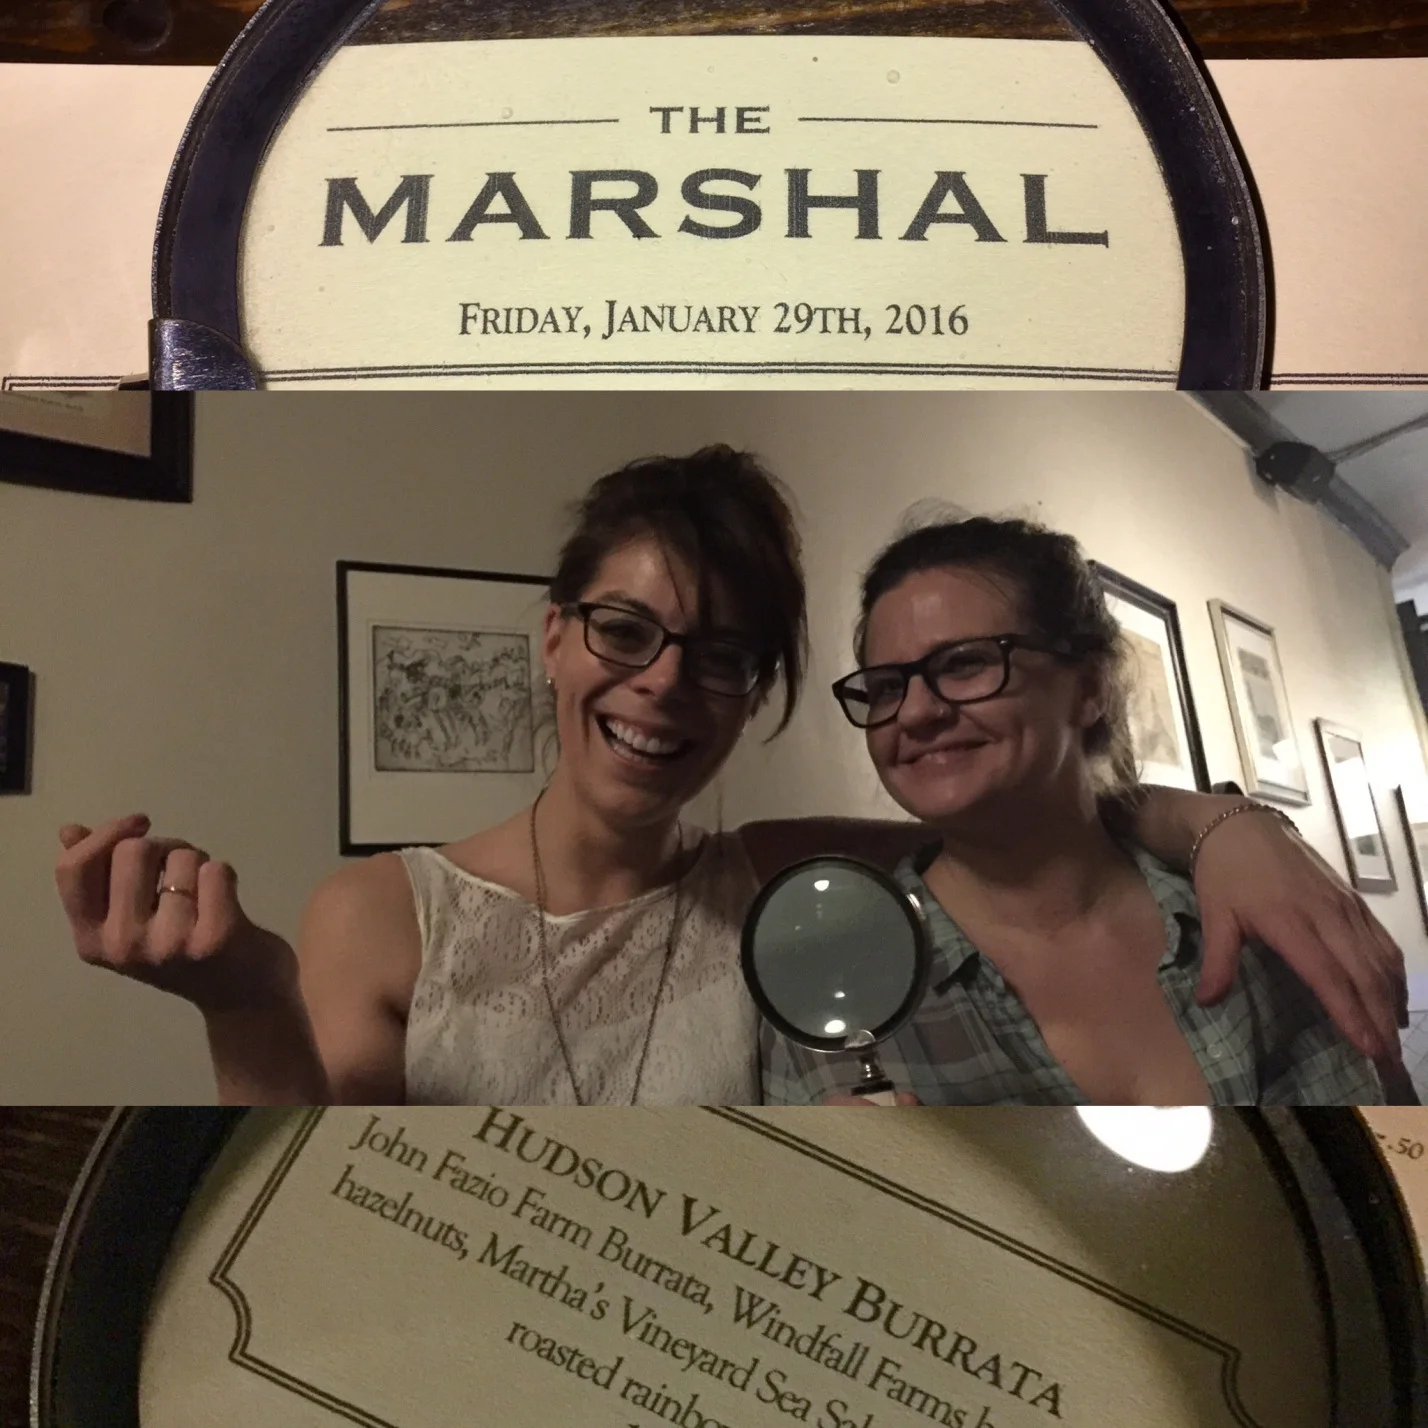 THE
MARSHAL
FRIDAY, JANUARY 29TH, 2016
HUDSON VALLEY BURRATA
John Fazio Farm Burrata, Windfall Farms
hazelnuts, Martha's Vineyard Sea
roasted
.50